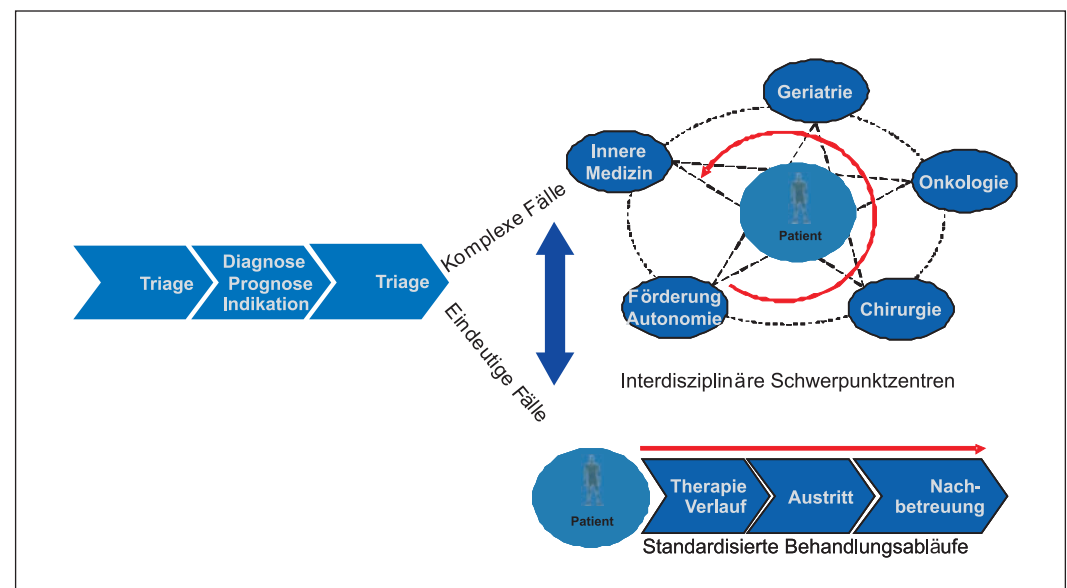 Triage
Diagnose
Prognose
Indikation
Triage
Komplexe Fälle
Eindeutige Fälle
Geriatrie
Innere
Medizin
Onkologie
Patient
Förderung
Autonomie
Chirurgie
Interdisziplinäre Schwerpunktzentren
Patient
Therapie
Verlauf
Austritt
Nach-
betreuung
Standardisierte Behandlungsabläufe